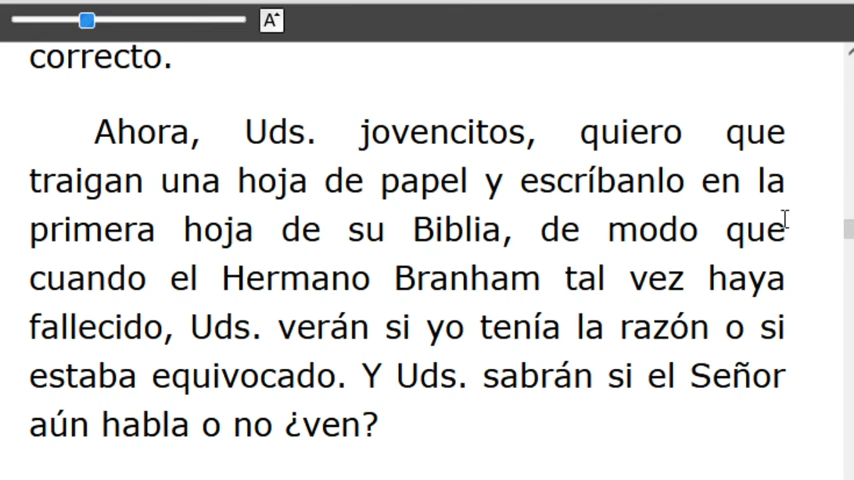 A
correcto.
Ahora, Uds. jovencitos, quiero que
traigan una hoja de papel y escríbanlo en la
primera hoja de su Biblia, de modo que
cuando el Hermano Branham tal vez haya
fallecido, Uds. verán si yo tenía la razón o si
estaba equivocado. Y Uds. sabrán si el Señor
aún habla o no ¿ven?